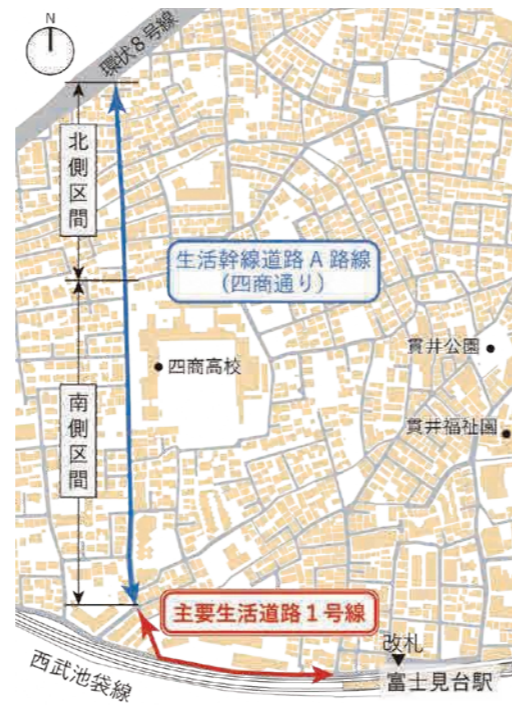 N
環状8号線
北側区間
生活幹線道路A路線
(四商通り)
四商高校
貫井公園
南側区間
貫井福祉園
主要生活道路1号線
改札
西武池袋線
富士見台駅